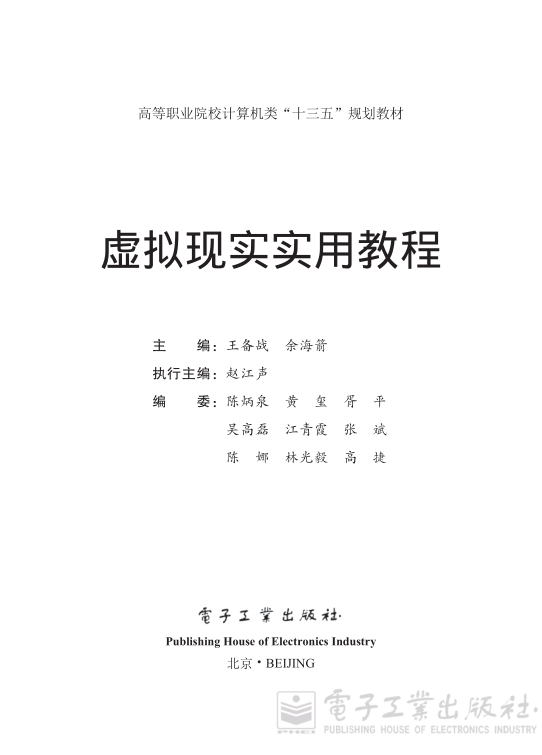 高等职业院校计算机类“十三五”规划教材
虚拟现实实用教程
主　　编：王备战　余海箭
执行主编：赵江声
编　　委：陈炳泉　黄　玺　胥　平
吴高磊　江青霞　张　斌
陈　娜　林光毅　高　捷
電子工業出版社·
Publishing House of Electronics Industry
北京·BEIJING
電子工業出版社·
PUBLISHING HOUSE OF ELECTRONICS INDUSTRY
PHEI